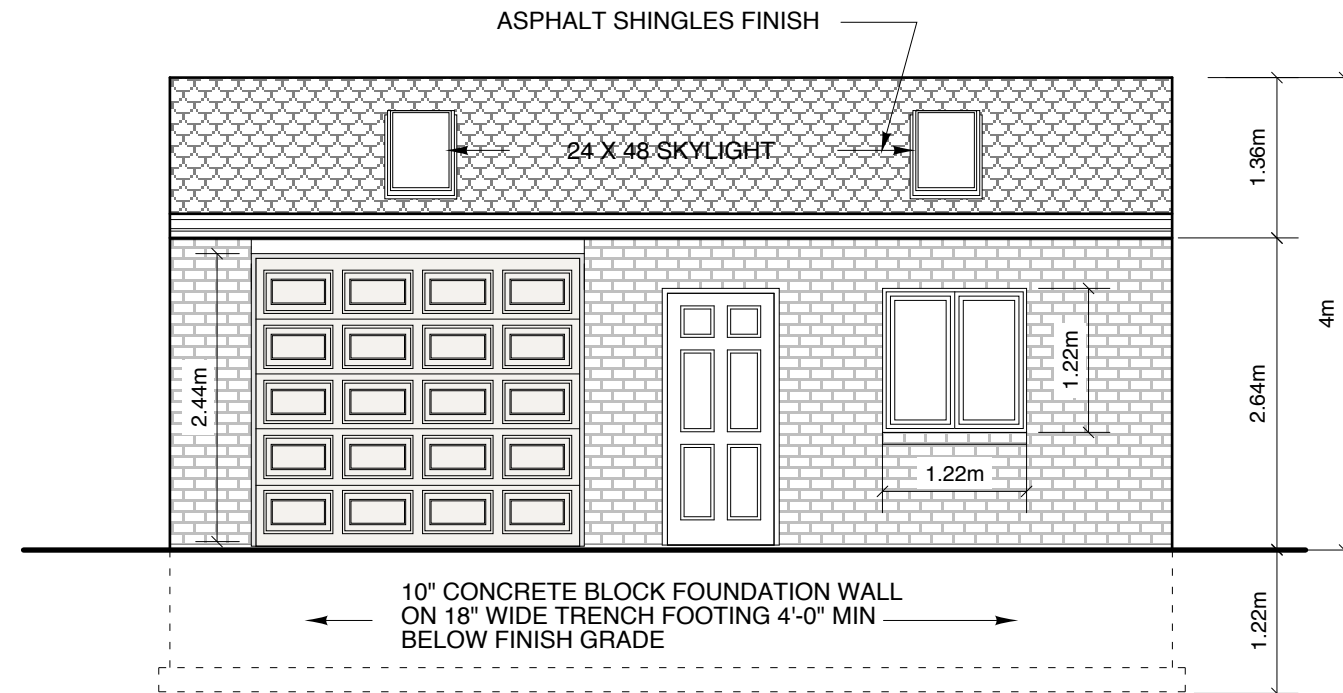 ASPHALT SHINGLES FINISH
24 X 48 SKYLIGHT
1.36m
4m
2.44m
1.22m
2.64m
1.22m
10" CONCRETE BLOCK FOUNDATION WALL
ON 18" WIDE TRENCH FOOTING 4'-0" MIN
BELOW FINISH GRADE
1.22m